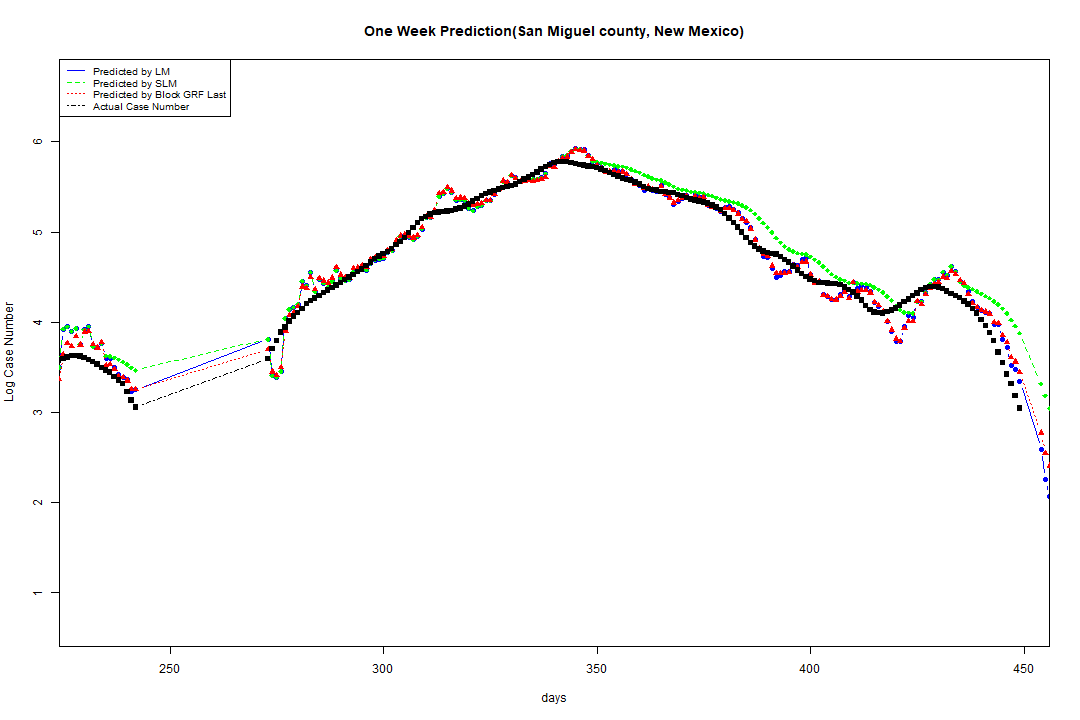 One Week Prediction(San Miguel county, New Mexico)
Predicted by LM
Predicted by SLM
Predicted by Block GRF Last
Actual Case Number
Log Case Number
6
5
4
3
2
1
250 300 350 400 450
days